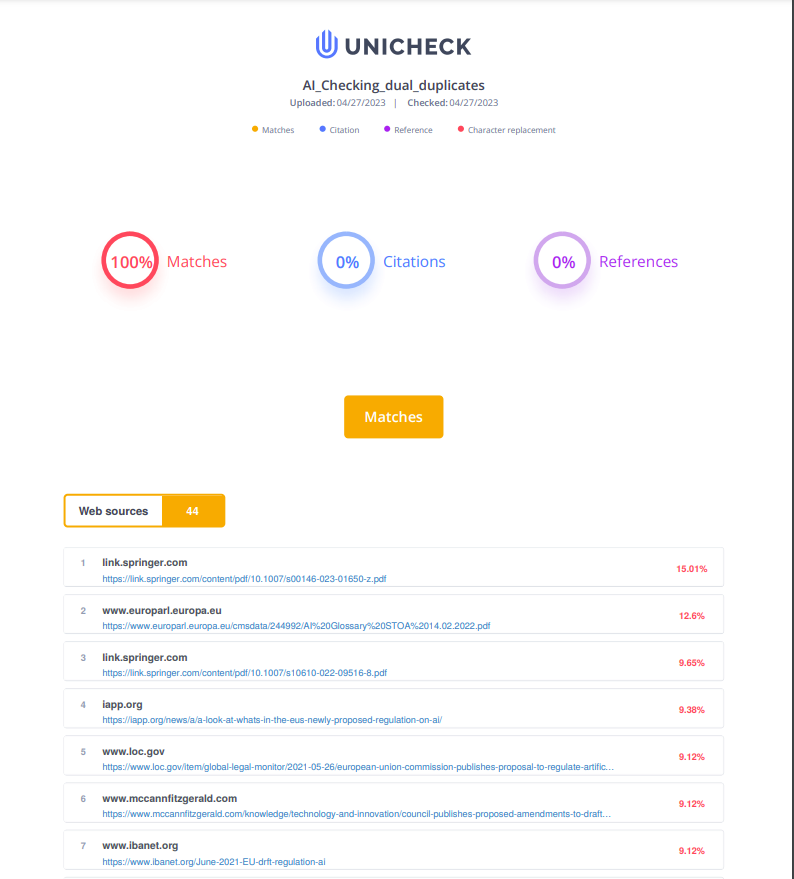 UNICHECK
AI_Checking_dual_duplicates
Uploaded: 04/27/2023 | Checked: 04/27/2023
Matches Citation Reference Character replacement
100% Matches 0% Citations 0% References
Matches
Web sources 44
1 link.springer.com 15.01%
https://link.springer.com/content/pdf/10.1007/s00146-023-01650-z.pdf
2 www.europarl.europa.eu 12.6%
https://www.europarl.europa.eu/cmsdata/244992/AI%20Glossary%20STOA%2014.02.2022.pdf
3 link.springer.com 9.65%
https://link.springer.com/content/pdf/10.1007/s10610-022-09516-8.pdf
4 iapp.org 9.38%
https://iapp.org/news/a/a-look-at-whats-in-the-eus-newly-proposed-regulation-on-ai/
5 www.loc.gov 9.12%
https://www.loc.gov/item/global-legal-monitor/2021-05-26/european-union-commission-publishes-proposal-to-regulate-artific...
6 www.mccannfitzgerald.com 9.12%
https://www.mccannfitzgerald.com/knowledge/technology-and-innovation/council-publishes-proposed-amendments-to-draft...
7 www.ibanet.org 9.12%
https://www.ibanet.org/June-2021-EU-drft-regulation-ai